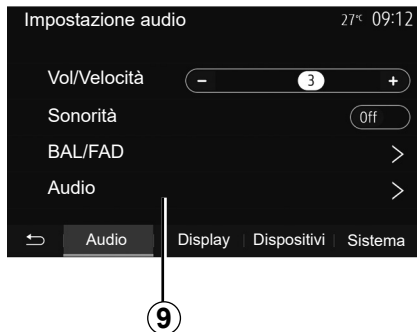 Impostazione audio 27°C 09:12
Vol/Velocità - 3 +
Sonorità Off
BAL/FAD >
Audio >
Audio Display Dispositivi Sistema
9